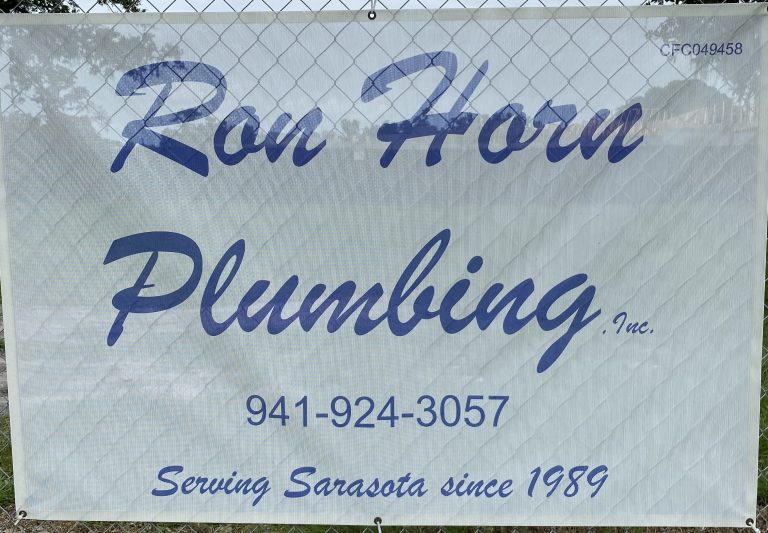 CFC049458
Ron Horn
Plumbing, Inc.
941-924-3057
Serving Sarasota since 1989